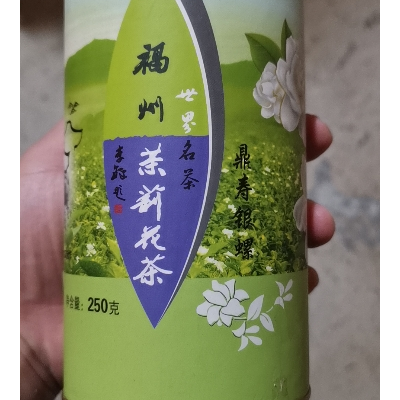 福州
茉莉花茶
世界名茶
鼎寿银螺
净含量：250克